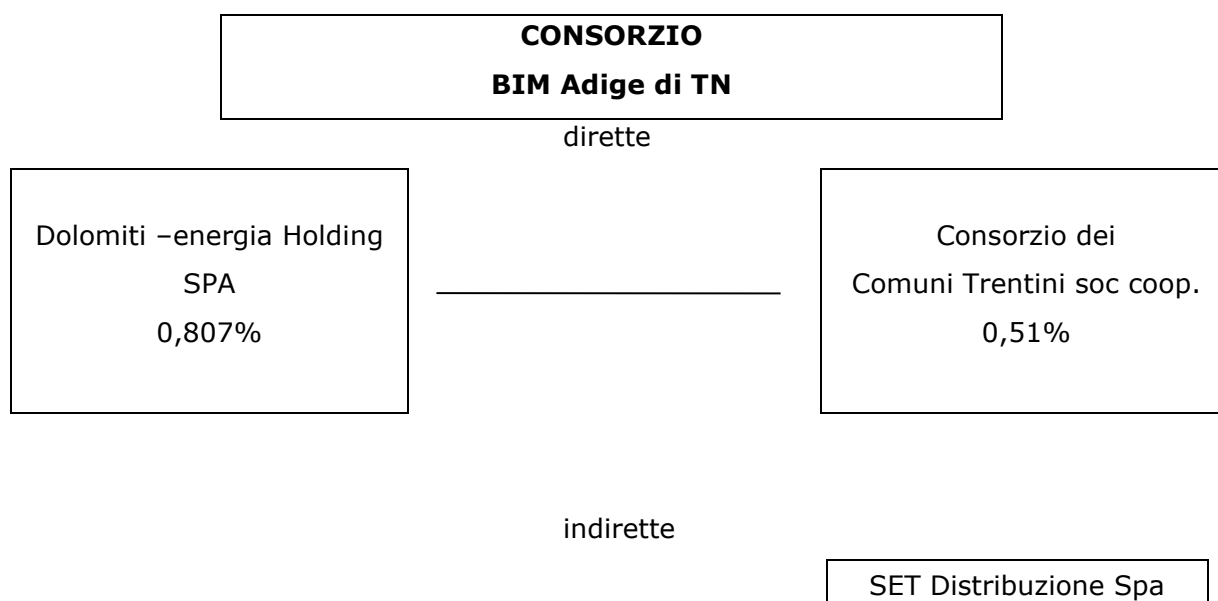 CONSORZIO
BIM Adige di TN
dirette
Dolomiti –energia Holding
SPA
0,807%
Consorzio dei
Comuni Trentini soc coop.
0,51%
indirette
SET Distribuzione Spa